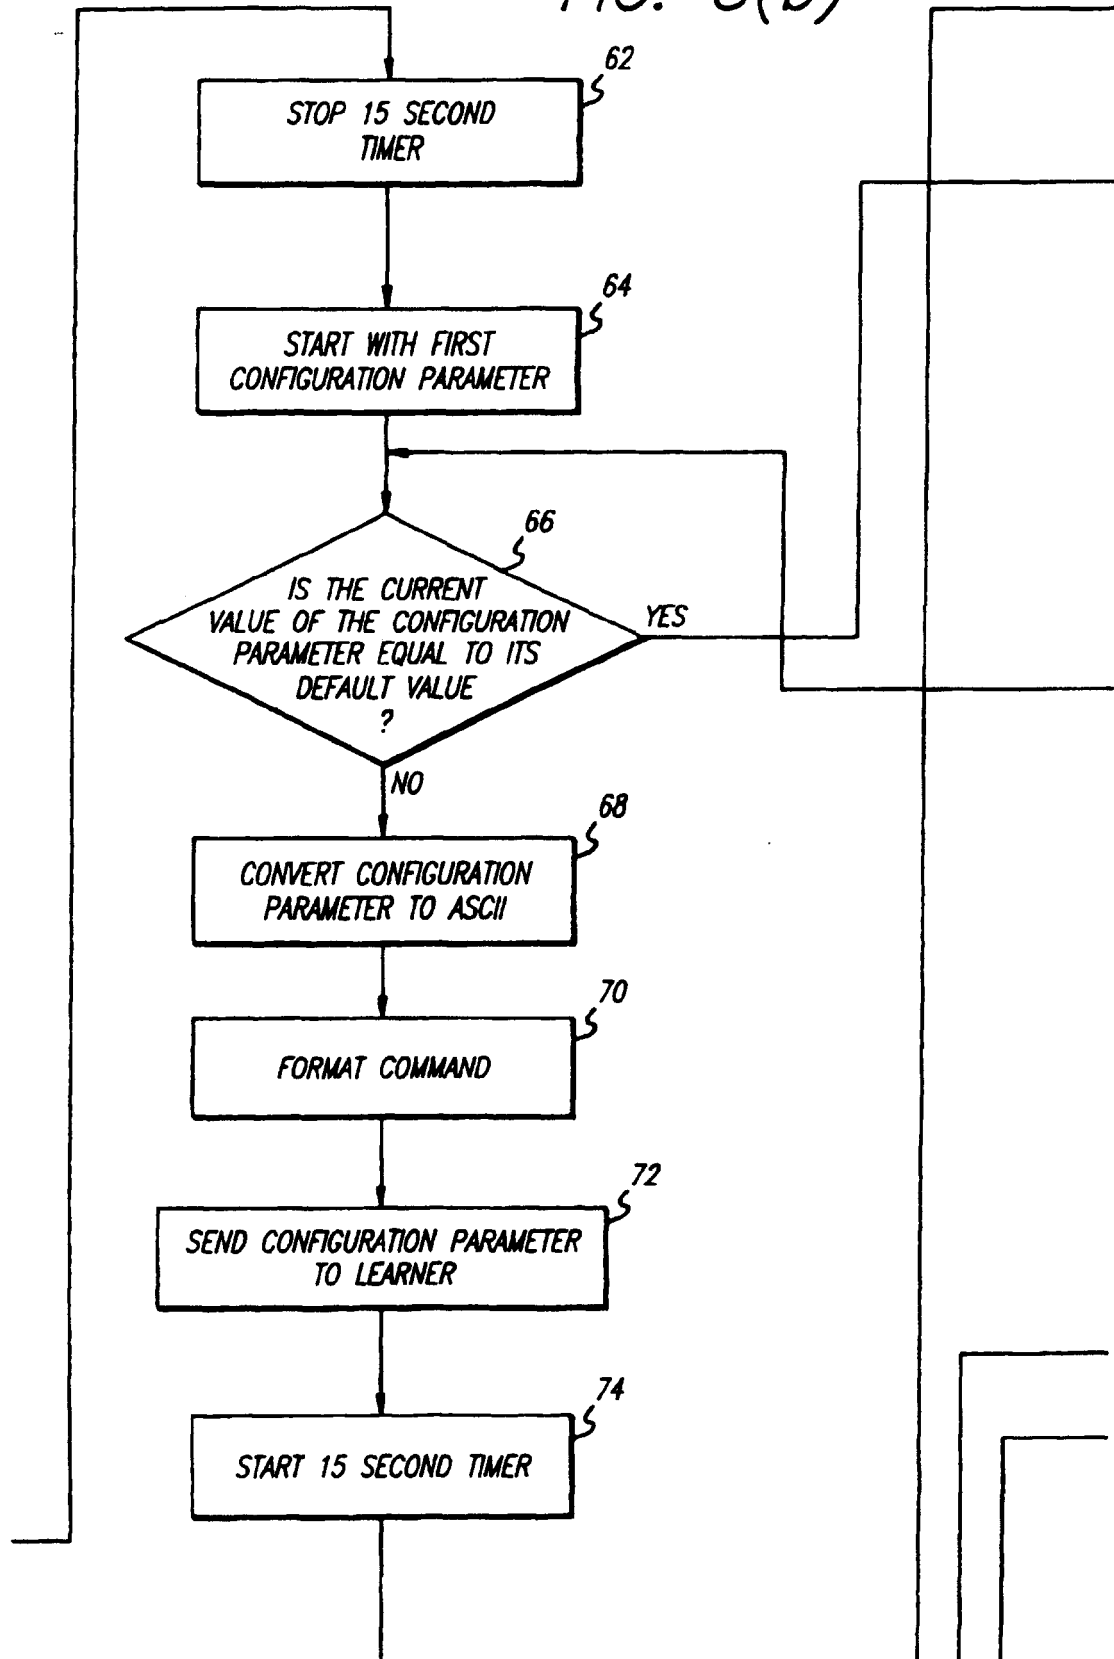 62
STOP 15 SECOND
TIMER
64
START WITH FIRST
CONFIGURATION PARAMETER
66
IS THE CURRENT
VALUE OF THE CONFIGURATION
PARAMETER EQUAL TO ITS
DEFAULT VALUE
?
YES
NO
68
CONVERT CONFIGURATION
PARAMETER TO ASCII
70
FORMAT COMMAND
72
SEND CONFIGURATION PARAMETER
TO LEARNER
74
START 15 SECOND TIMER